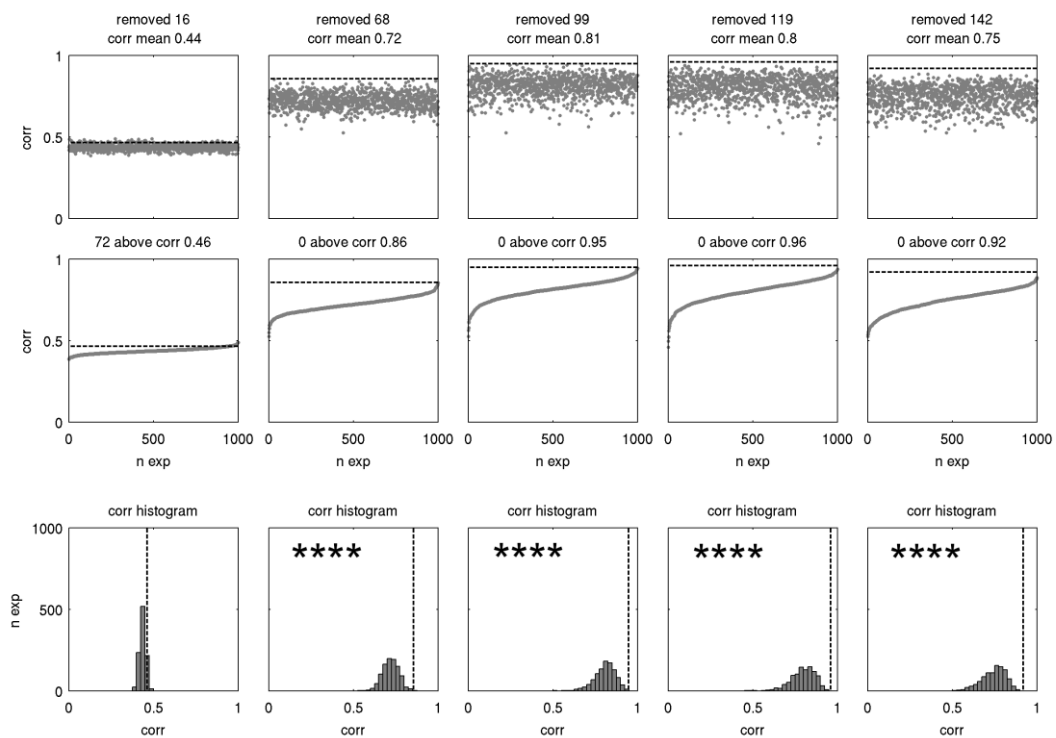 removed 16
corr mean 0.44
removed 68
corr mean 0.72
removed 99
corr mean 0.81
removed 119
corr mean 0.8
removed 142
corr mean 0.75
1
0.5
0
corr
72 above corr 0.46
0 above corr 0.86
0 above corr 0.95
0 above corr 0.96
0 above corr 0.92
1
0.5
0
corr
0 500 1000
0 500 1000
0 500 1000
0 500 1000
0 500 1000
n exp
n exp
n exp
n exp
n exp
corr histogram
corr histogram
corr histogram
corr histogram
corr histogram
1000
500
0
n exp
****
****
****
****
0 0.5 1
0 0.5 1
0 0.5 1
0 0.5 1
0 0.5 1
corr
corr
corr
corr
corr